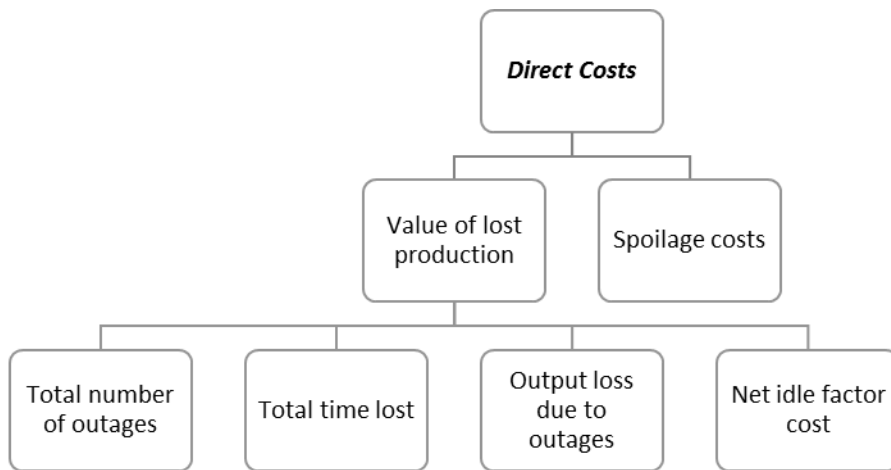 Direct Costs
Value of lost
production
Spoilage costs
Total number
of outages
Total time lost
Output loss
due to
outages
Net idle factor
cost